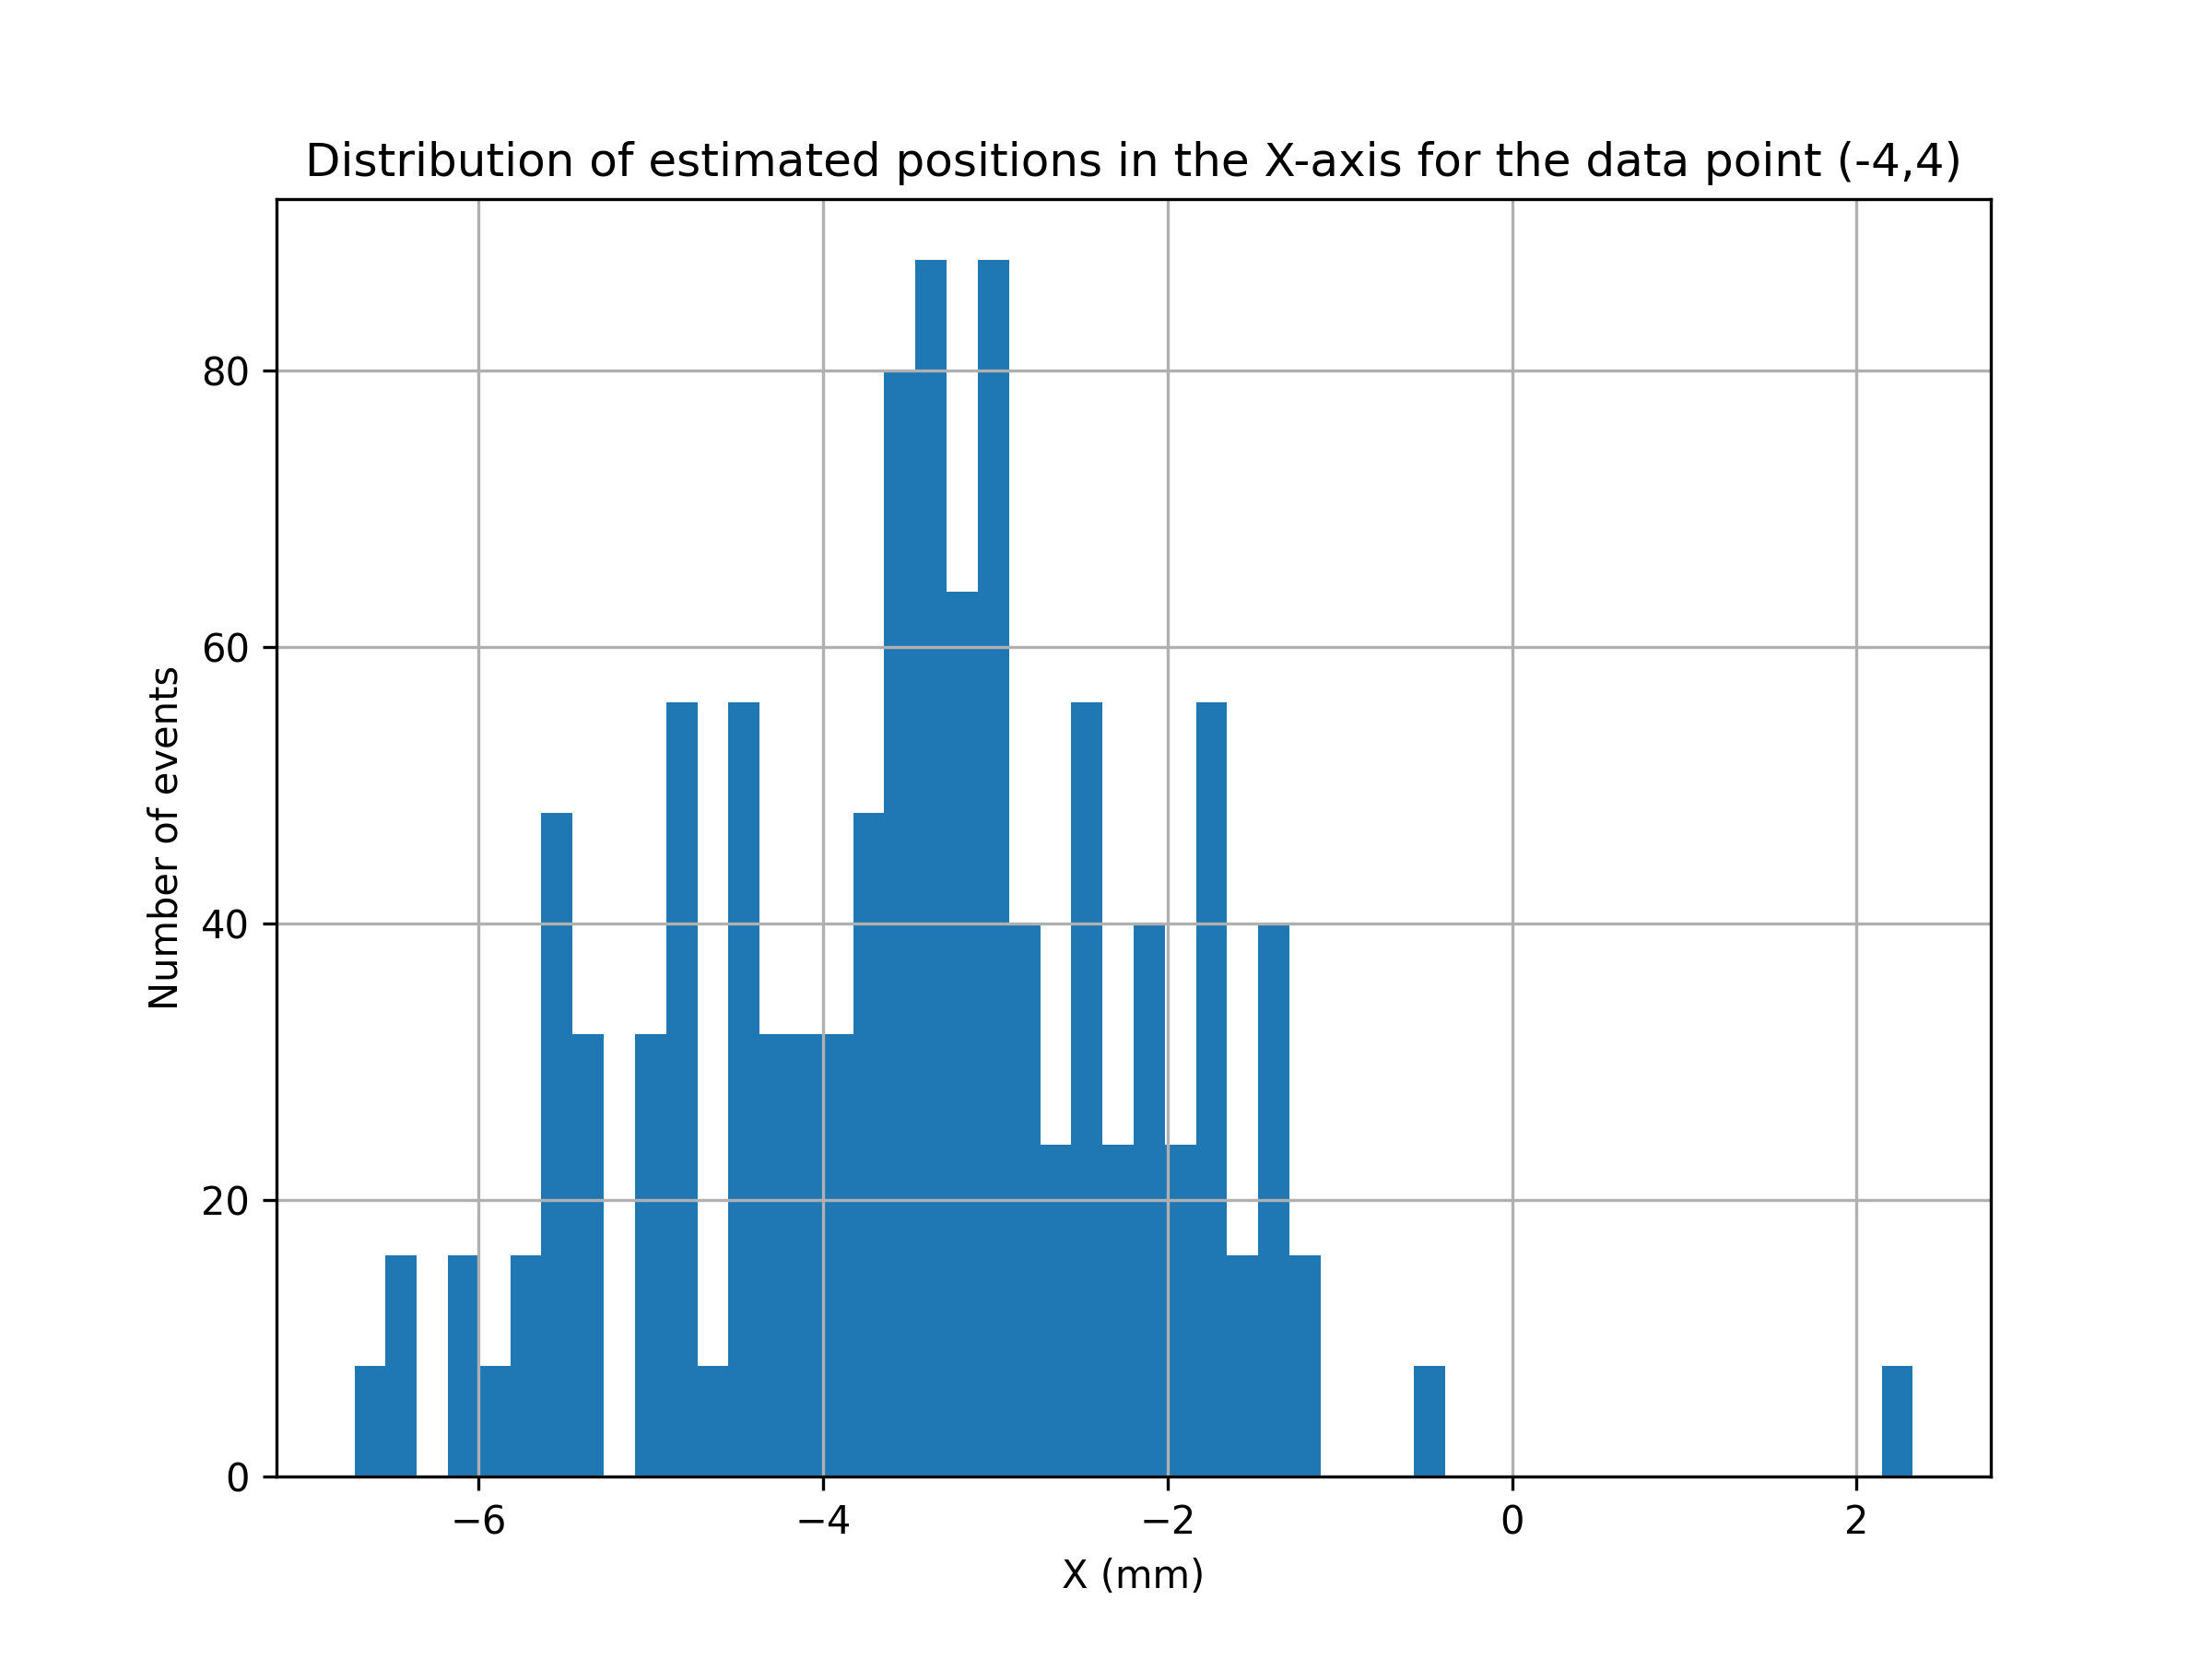 Distribution of estimated positions in the X-axis for the data point (-4,4)
80
60
40
20
0
Number of events
−6 −4 −2 0 2
X (mm)